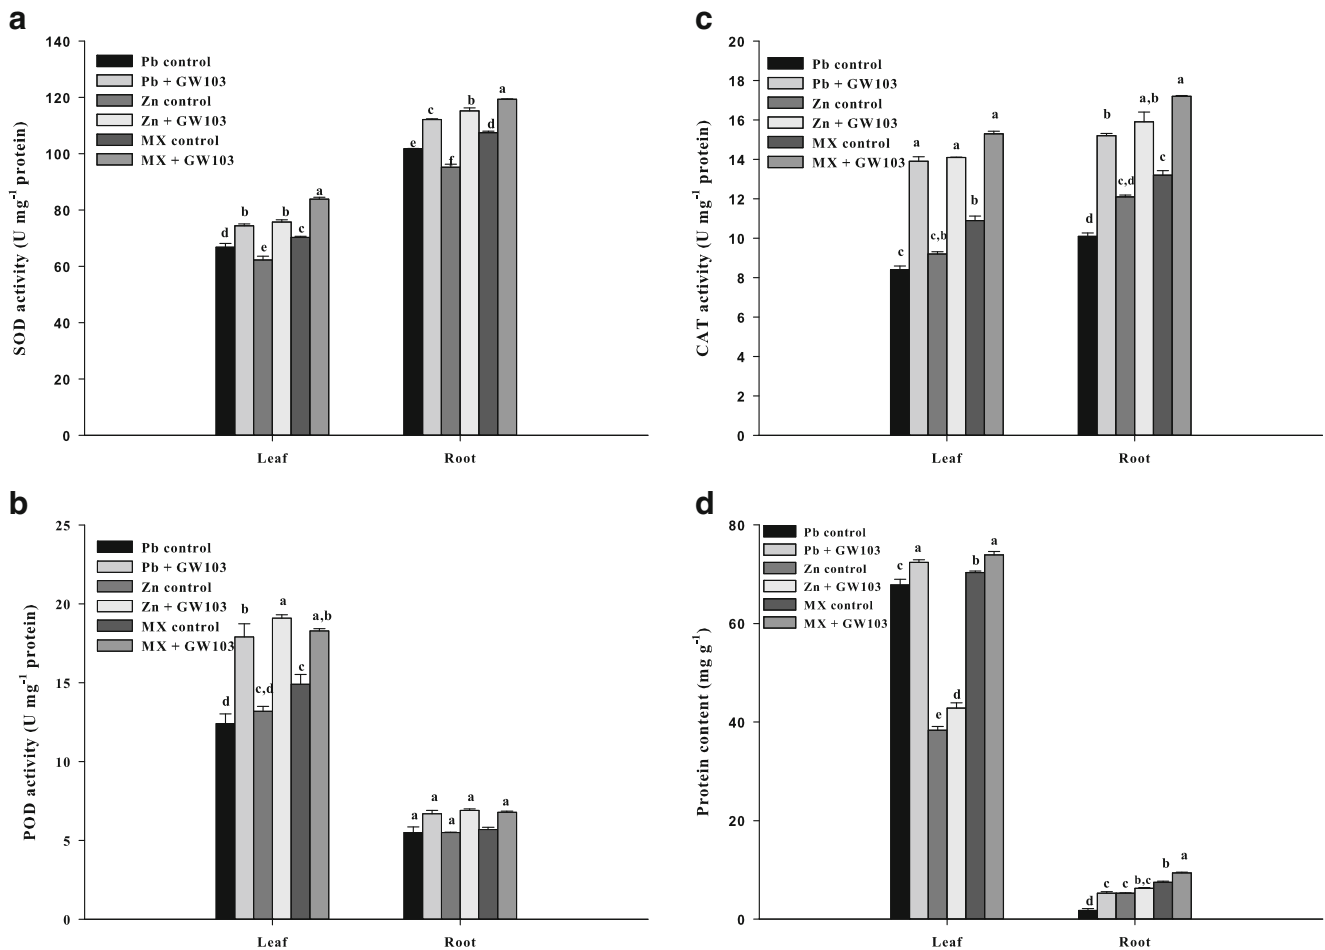 a
SOD activity (U mg-1 protein)
140
120
100
80
60
40
20
0
Pb control
Pb + GW103
Zn control
Zn + GW103
MX control
MX + GW103
d
b
e
b
c
a
e
c
f
b
d
a
Leaf
Root
c
CAT activity (U mg-1 protein)
20
18
16
14
12
10
8
6
4
2
0
Pb control
Pb + GW103
Zn control
Zn + GW103
MX control
MX + GW103
c
a
c,b
a
b
a
d
b
c,d
a,b
c
a
Leaf
Root
b
POD activity (U mg-1 protein)
25
20
15
10
5
0
Pb control
Pb + GW103
Zn control
Zn + GW103
MX control
MX + GW103
d
b
c,d
a
c
a,b
a
a
a
a
a
Leaf
Root
d
Protein content (mg g-1)
80
60
40
20
0
Pb control
Pb + GW103
Zn control
Zn + GW103
MX control
MX + GW103
c
a
e
d
b
a
d
c
c
b,c
b
a
Leaf
Root